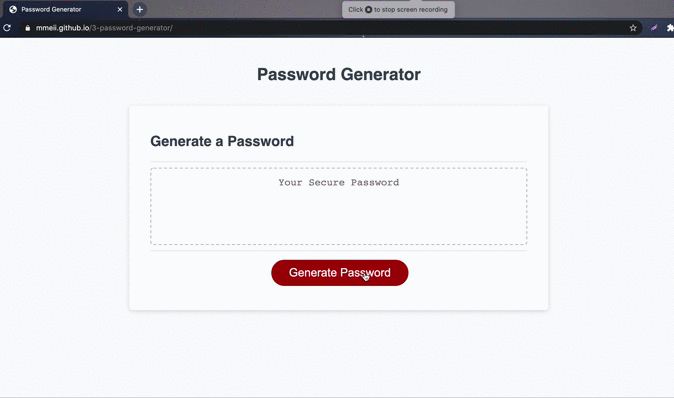 Password Generator
Click to stop screen recording
mmeii.github.io/3-password-generator/
Password Generator
Generate a Password
Your Secure Password
Generate Password